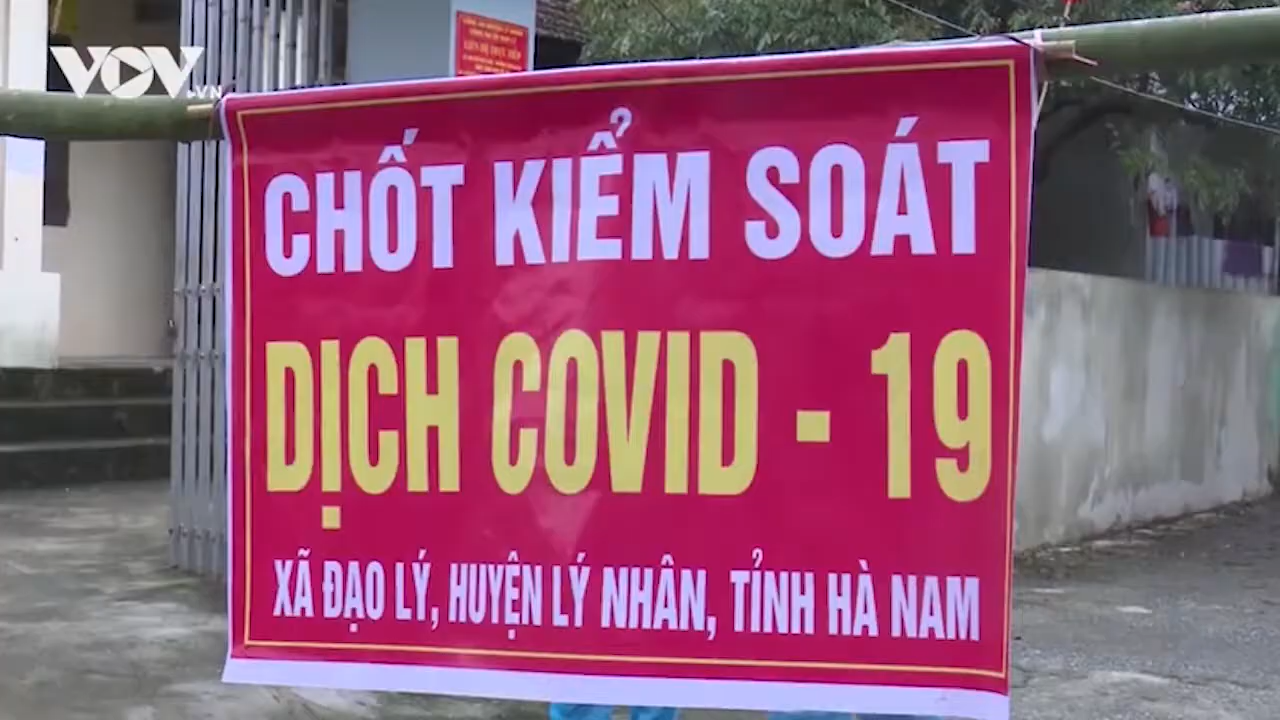 VOV.VN
CHỐT KIỂM SOÁT
DỊCH COVID - 19
XÃ ĐẠO LÝ, HUYỆN LÝ NHÂN, TỈNH HÀ NAM